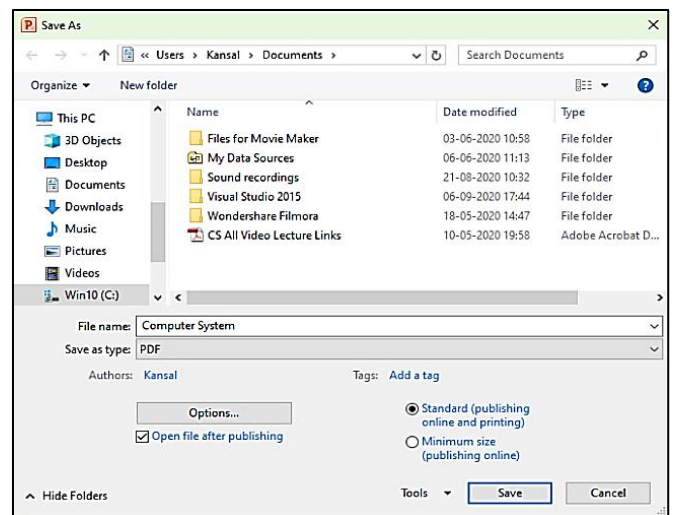 Save As
« Users › Kansal › Documents ›
Search Documents
Organize
New folder
This PC
3D Objects
Desktop
Documents
Downloads
Music
Pictures
Videos
Win10 (C:)
Name Date modified Type
Files for Movie Maker 03-06-2020 10:58 File folder
My Data Sources 06-06-2020 11:13 File folder
Sound recordings 21-08-2020 10:32 File folder
Visual Studio 2015 06-09-2020 17:44 File folder
Wondershare Filmora 18-05-2020 14:47 File folder
CS All Video Lecture Links 10-05-2020 19:58 Adobe Acrobat D...
File name: Computer System
Save as type: PDF
Authors: Kansal Tags: Add a tag
Options...
Open file after publishing
Standard (publishing
online and printing)
Minimum size
(publishing online)
Hide Folders Tools Save Cancel